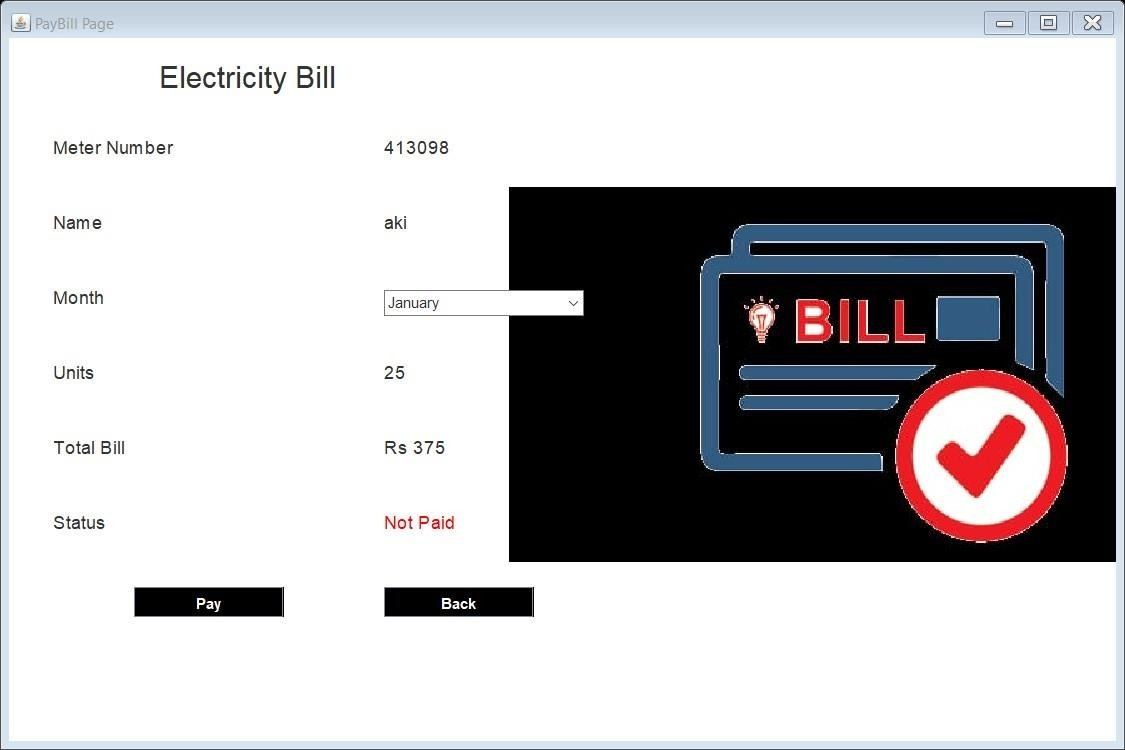 PayBill Page
Electricity Bill
Meter Number 413098
Name aki
Month January
BILL
Units 25
Total Bill Rs 375
Status Not Paid
Pay Back